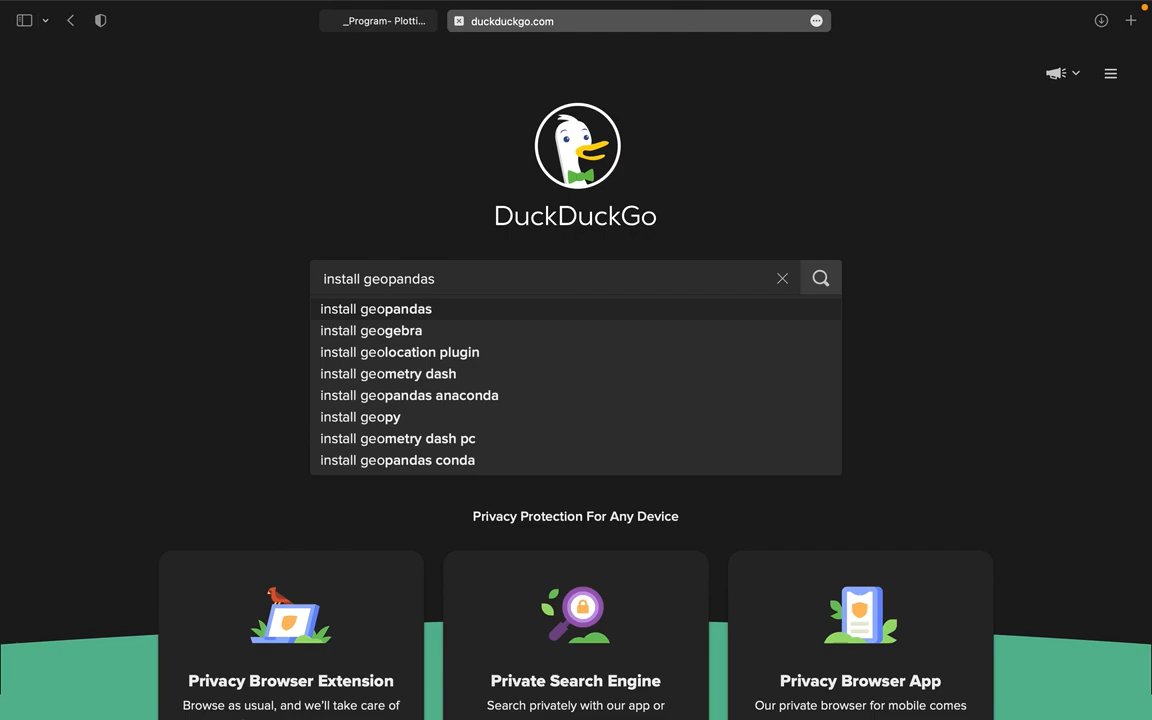 _Program- Plotti...
duckduckgo.com
DuckDuckGo
install geopandas
install geopandas
install geogebra
install geolocation plugin
install geometry dash
install geopandas anaconda
install geopy
install geometry dash pc
install geopandas conda
Privacy Protection For Any Device
Privacy Browser Extension
Browse as usual, and we'll take care of
Private Search Engine
Search privately with our app or
Privacy Browser App
Our private browser for mobile comes